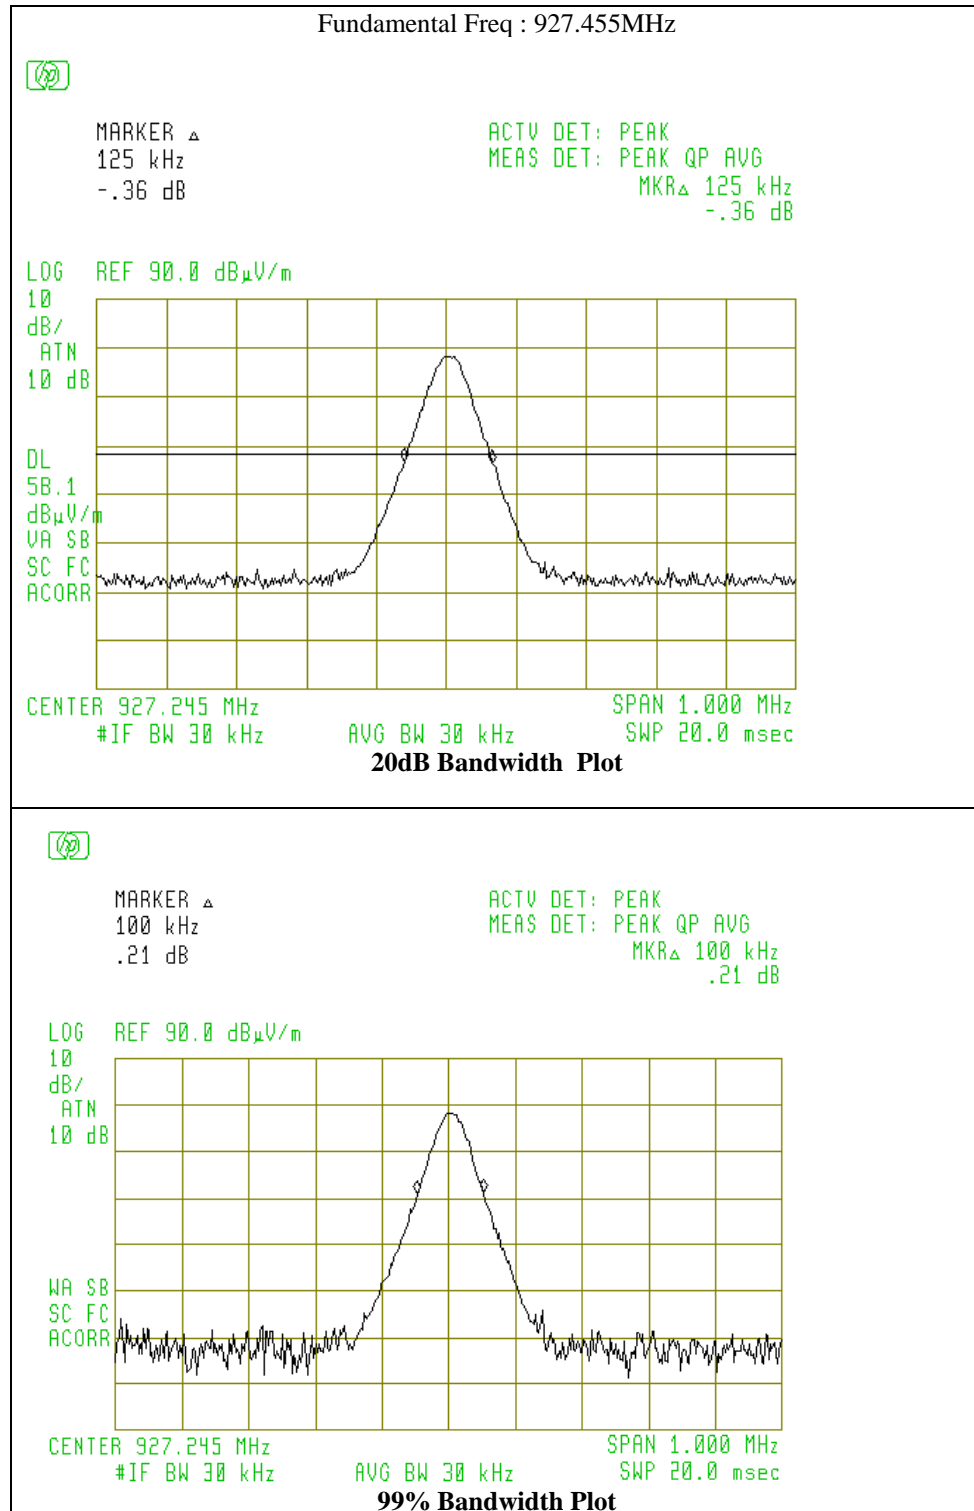 Fundamental Freq : 927.455MHz
hp
MARKER △
125 kHz
-.36 dB
ACTV DET: PEAK
MEAS DET: PEAK QP AVG
MKR△ 125 kHz
-.36 dB
LOG REF 90.0 dBµV/m
10
dB/
ATN
10 dB
DL
58.1
dBµV/m
VA SB
SC FC
ACORR
CENTER 927.245 MHz SPAN 1.000 MHz
#IF BW 30 kHz AVG BW 30 kHz SWP 20.0 msec
20dB Bandwidth Plot
hp
MARKER △
100 kHz
.21 dB
ACTV DET: PEAK
MEAS DET: PEAK QP AVG
MKR△ 100 kHz
.21 dB
LOG REF 90.0 dBµV/m
10
dB/
ATN
10 dB
WA SB
SC FC
ACORR
CENTER 927.245 MHz SPAN 1.000 MHz
#IF BW 30 kHz AVG BW 30 kHz SWP 20.0 msec
99% Bandwidth Plot